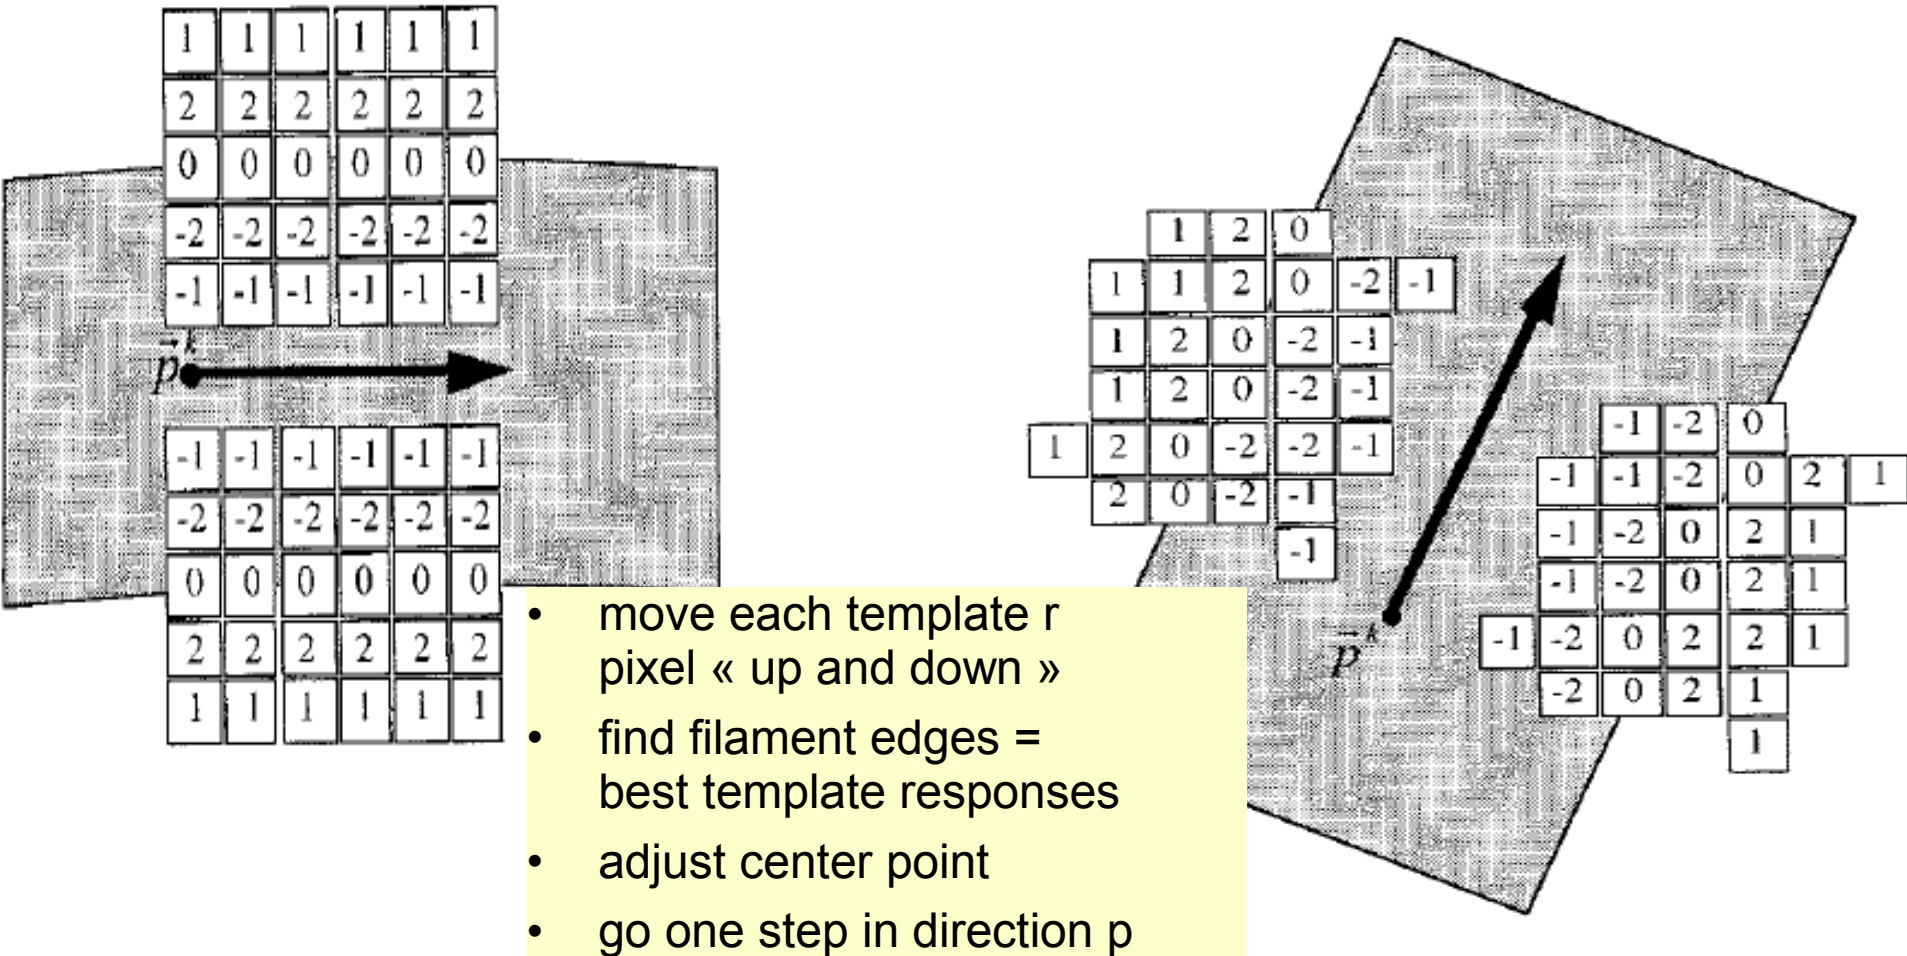 1 1 1 1 1 1
2 2 2 2 2 2
0 0 0 0 0 0
-2 -2 -2 -2 -2 -2
-1 -1 -1 -1 -1 -1
p⃗ᵏ
-1 -1 -1 -1 -1 -1
-2 -2 -2 -2 -2 -2
0 0 0 0 0 0
2 2 2 2 2 2
1 1 1 1 1 1
1 2 0
1 1 2 0 -2 -1
1 2 0 -2 -1
1 2 0 -2 -1
1 2 0 -2 -2 -1
2 0 -2 -1
-1
-1 -2 0
-1 -1 -2 0 2 1
-1 -2 0 2 1
-1 -2 0 2 1
-1 -2 0 2 2 1
-2 0 2 1
1
p⃗ᵏ
• move each template r
pixel « up and down »
• find filament edges =
best template responses
• adjust center point
• go one step in direction p